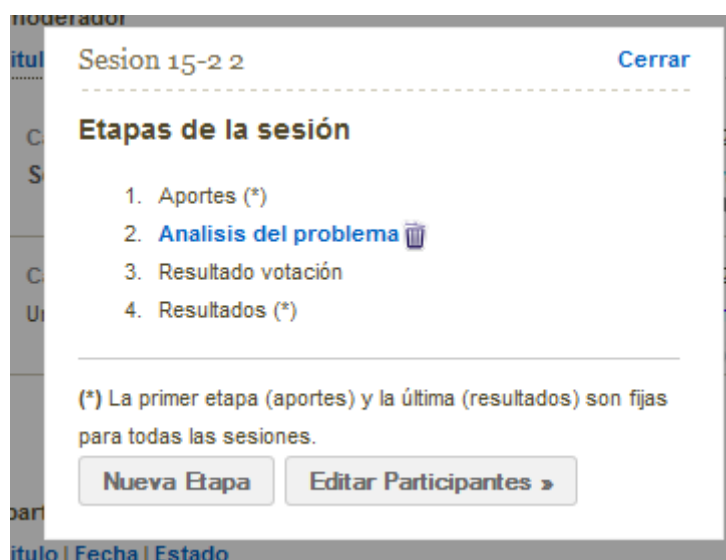 moderador
Sesion 15-2 2
Cerrar
Etapas de la sesión
1. Aportes (*)
2. Analisis del problema
3. Resultado votación
4. Resultados (*)
(*) La primer etapa (aportes) y la última (resultados) son fijas
para todas las sesiones.
Nueva Etapa
Editar Participantes »
itulo | Fecha | Estado